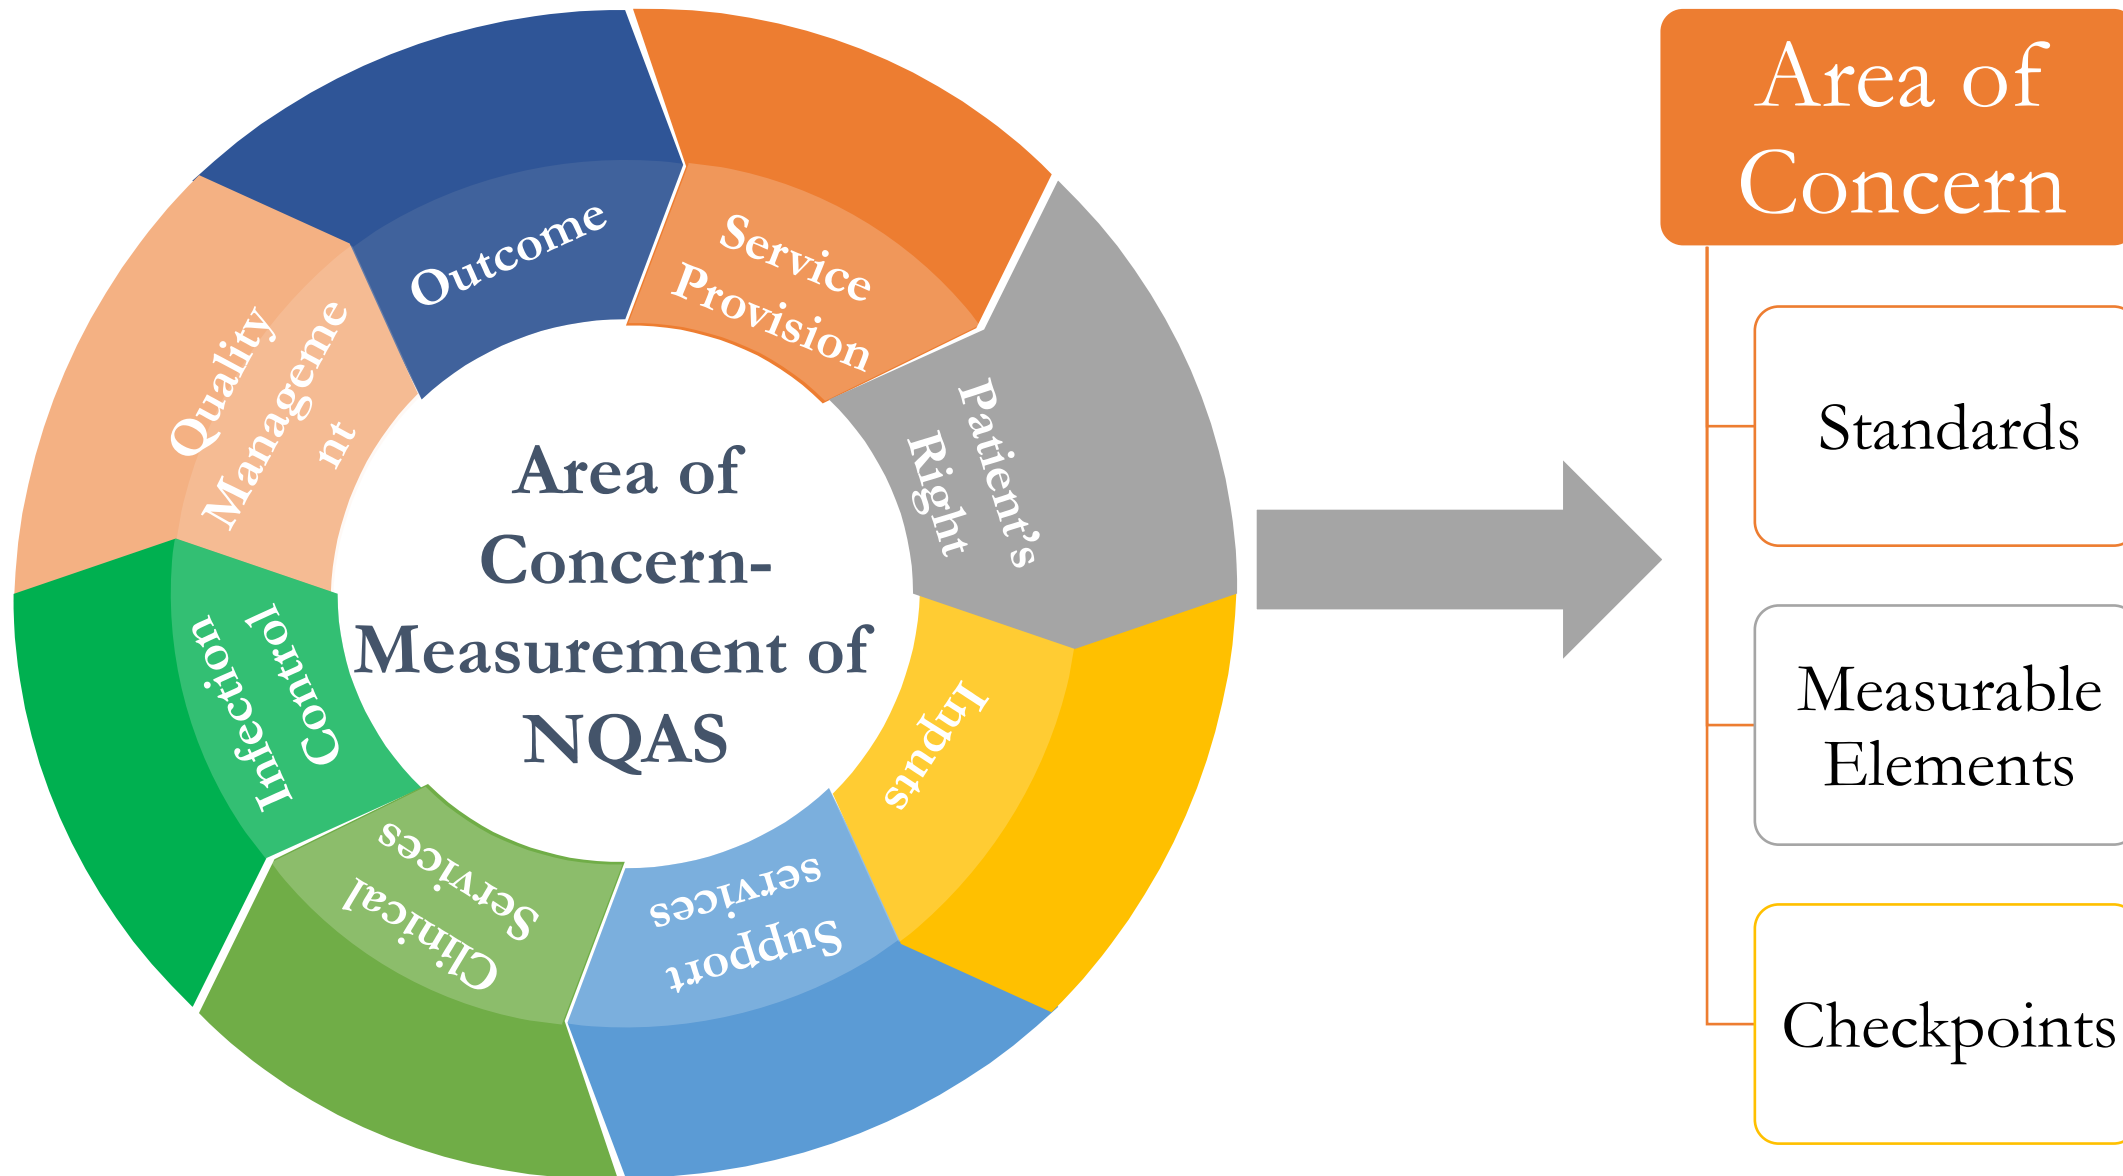 Outcome
Service
Provision
Patient's
Right
Inputs
Support
services
Clinical
Services
Infection
Control
Quality
Manageme
nt
Area of
Concern-
Measurement of
NQAS
Area of
Concern
Standards
Measurable
Elements
Checkpoints